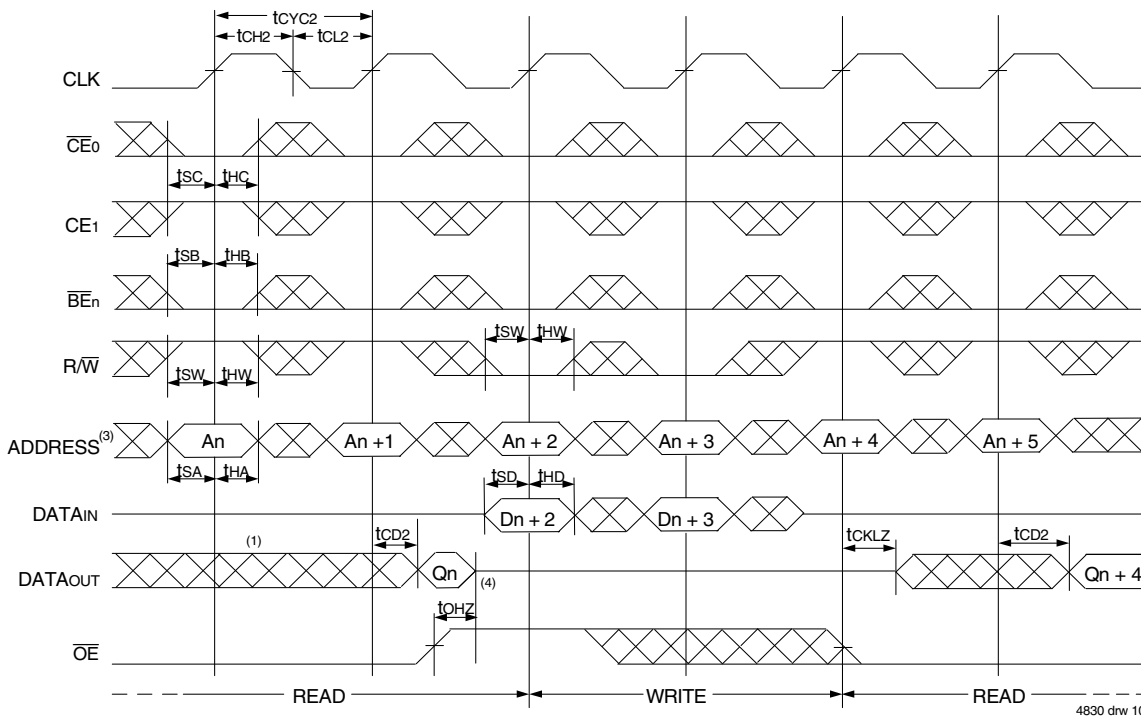 tCYC2
tCH2 tCL2
CLK
CE0
tSC tHC
CE1
tSB tHB
BEn
tSW tHW
R/W
tSW tHW
ADDRESS(3) An An +1 An + 2 An + 3 An + 4 An + 5
tSA tHA tSD tHD
DATAIN Dn + 2 Dn + 3
(1) tCD2 tCKLZ tCD2
DATAOUT Qn (4) Qn + 4
tOHZ
OE
READ WRITE READ
4830 drw 10